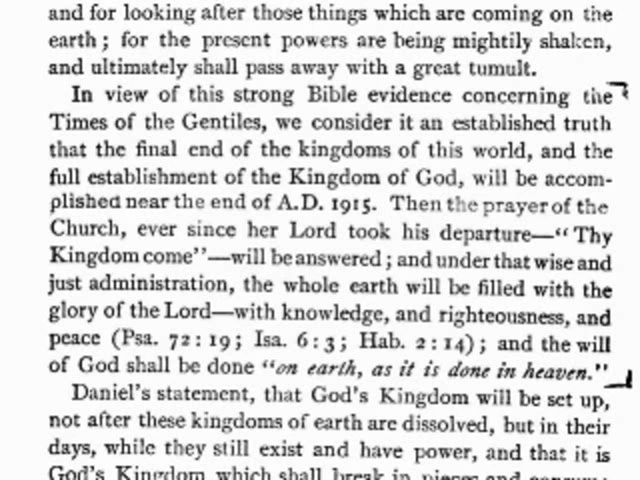 and for looking after those things which are coming on the
earth; for the present powers are being mightily shaken,
and ultimately shall pass away with a great tumult.
In view of this strong Bible evidence concerning the
Times of the Gentiles, we consider it an established truth
that the final end of the kingdoms of this world, and the
full establishment of the Kingdom of God, will be accom-
plished near the end of A.D. 1915. Then the prayer of the
Church, ever since her Lord took his departure—"Thy
Kingdom come"—will be answered; and under that wise and
just administration, the whole earth will be filled with the
glory of the Lord—with knowledge, and righteousness, and
peace (Psa. 72:19; Isa. 6:3; Hab. 2:14); and the will
of God shall be done "on earth, as it is done in heaven."
Daniel's statement, that God's Kingdom will be set up,
not after these kingdoms of earth are dissolved, but in their
days, while they still exist and have power, and that it is
God's Kingdom which shall break in pieces and